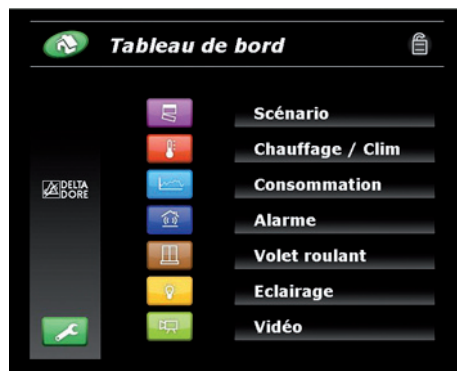 Tableau de bord
Scénario
Chauffage / Clim
Consommation
DELTA
DORE
Alarme
Volet roulant
Eclairage
Vidéo